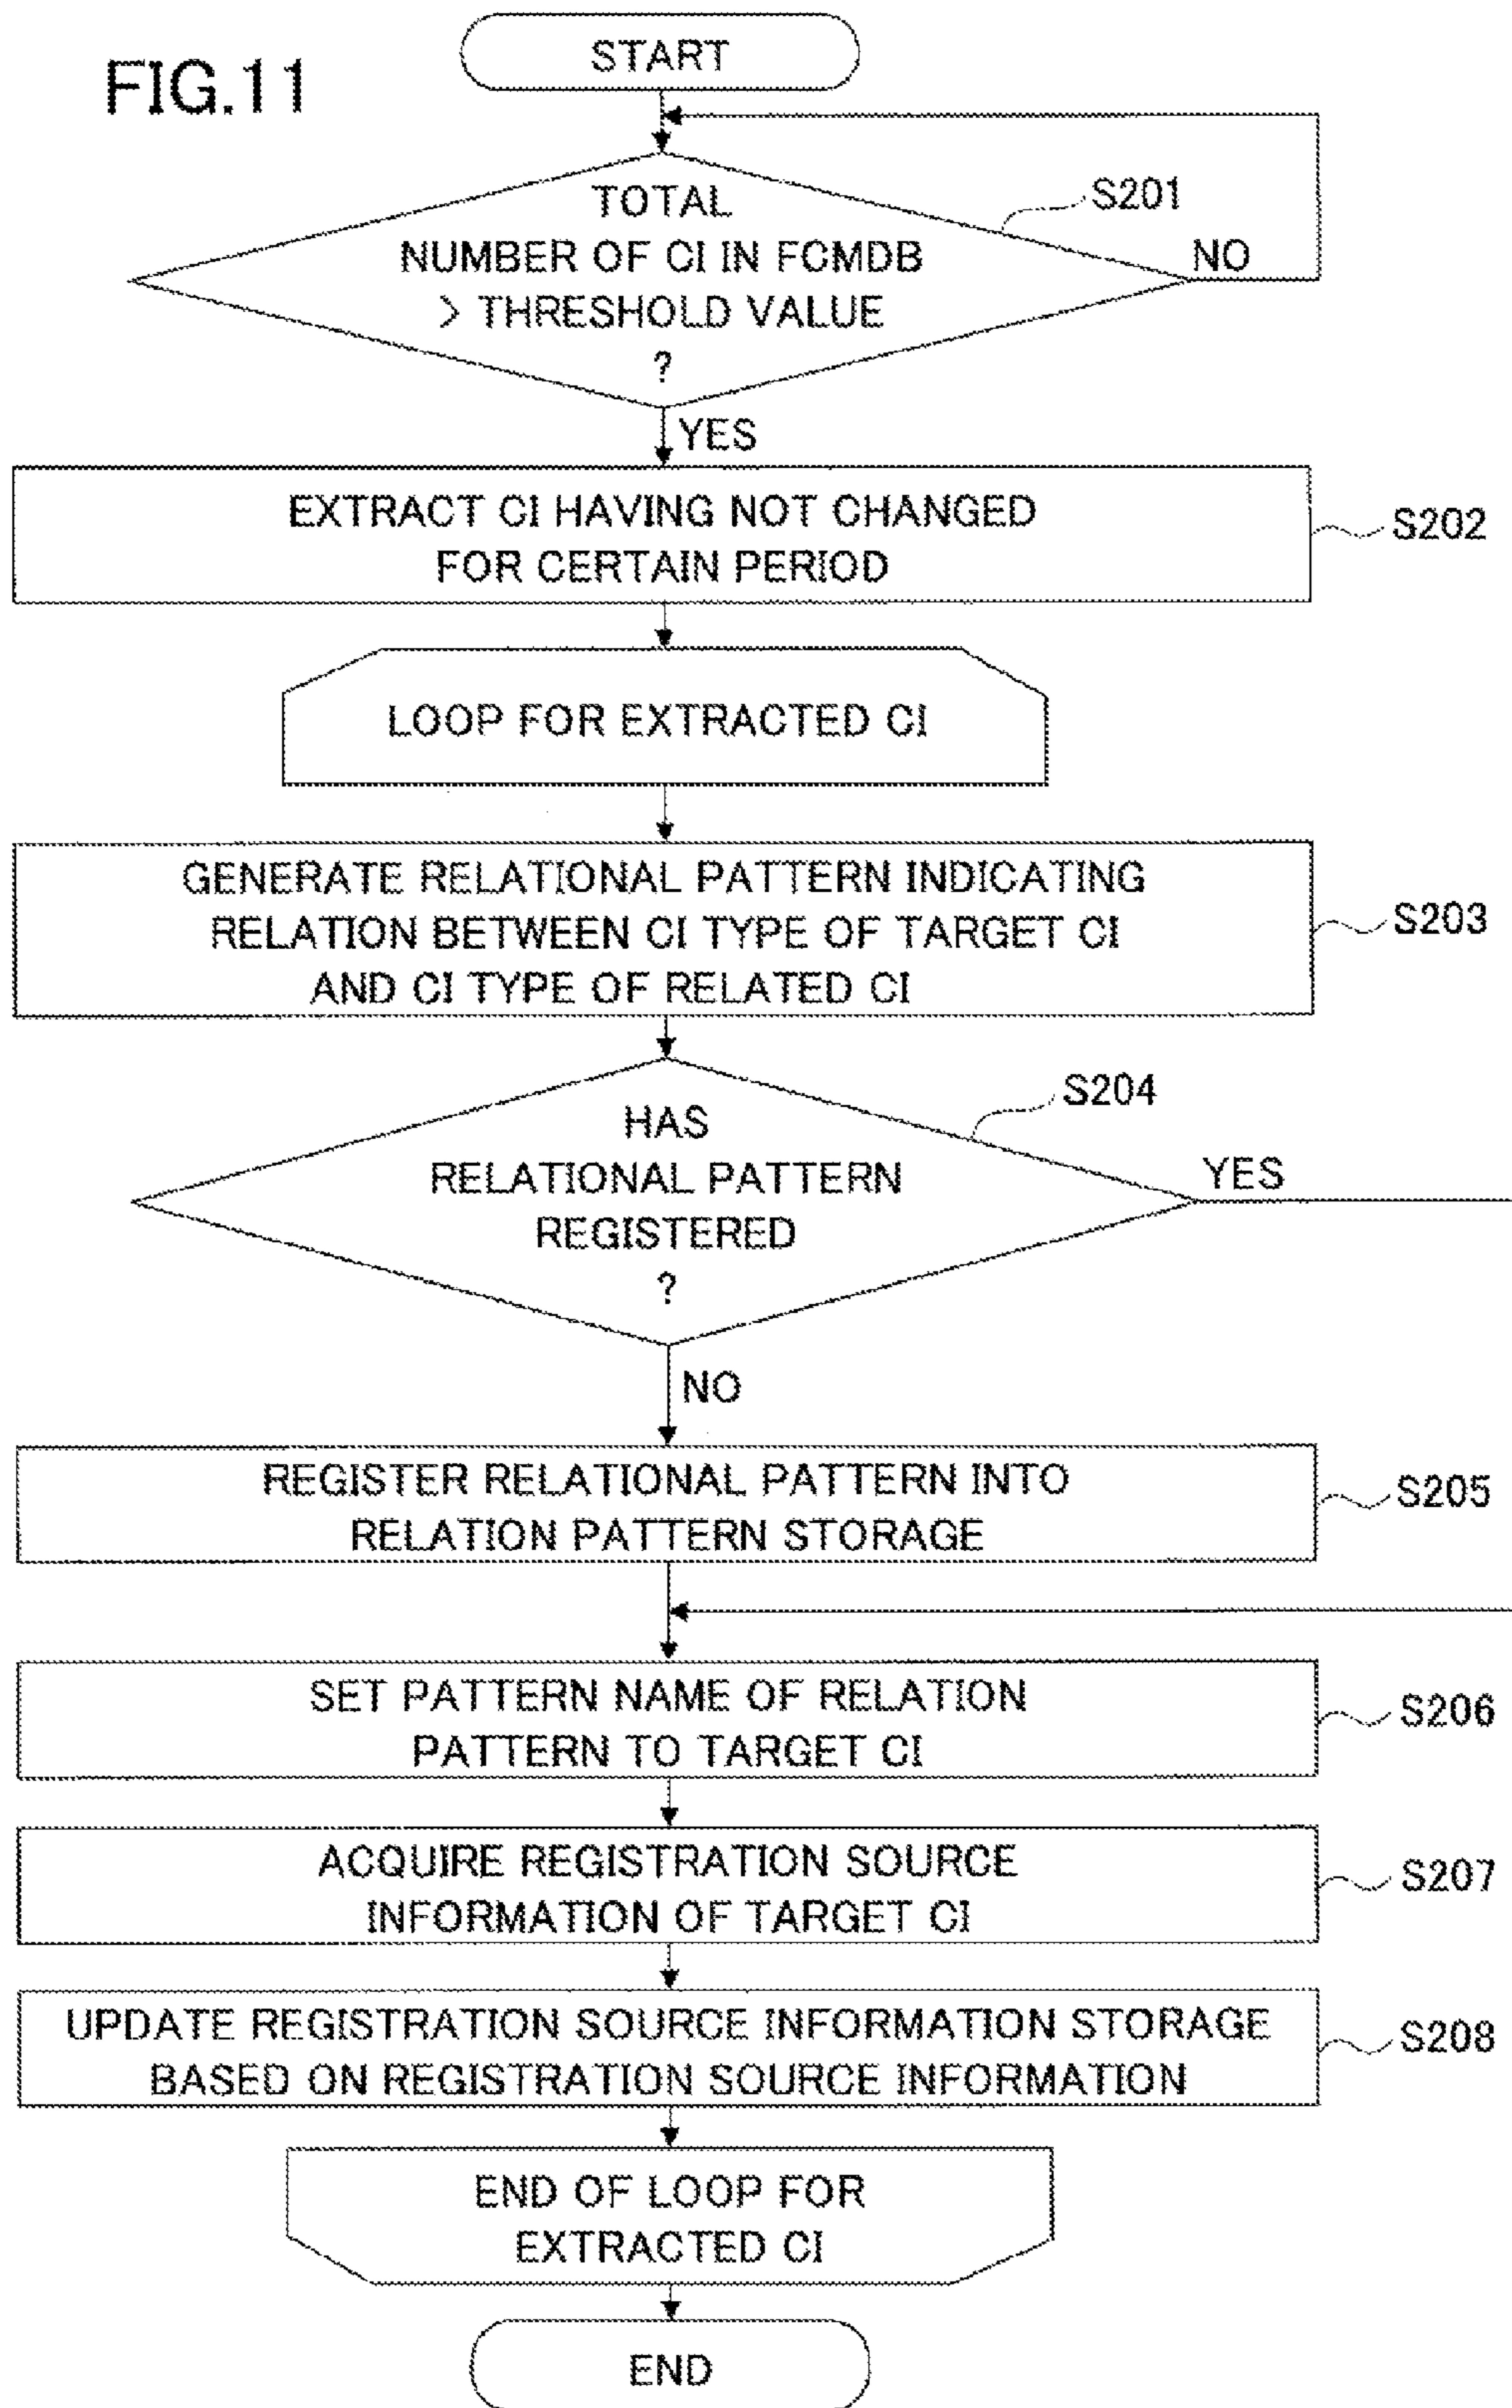 FIG.11
START
TOTAL
NUMBER OF CI IN FCMDB
> THRESHOLD VALUE
?
S201
NO
YES
EXTRACT CI HAVING NOT CHANGED
FOR CERTAIN PERIOD
S202
LOOP FOR EXTRACTED CI
GENERATE RELATIONAL PATTERN INDICATING
RELATION BETWEEN CI TYPE OF TARGET CI
AND CI TYPE OF RELATED CI
S203
HAS
RELATIONAL PATTERN
REGISTERED
?
S204
YES
NO
REGISTER RELATIONAL PATTERN INTO
RELATION PATTERN STORAGE
S205
SET PATTERN NAME OF RELATION
PATTERN TO TARGET CI
S206
ACQUIRE REGISTRATION SOURCE
INFORMATION OF TARGET CI
S207
UPDATE REGISTRATION SOURCE INFORMATION STORAGE
BASED ON REGISTRATION SOURCE INFORMATION
S208
END OF LOOP FOR
EXTRACTED CI
END